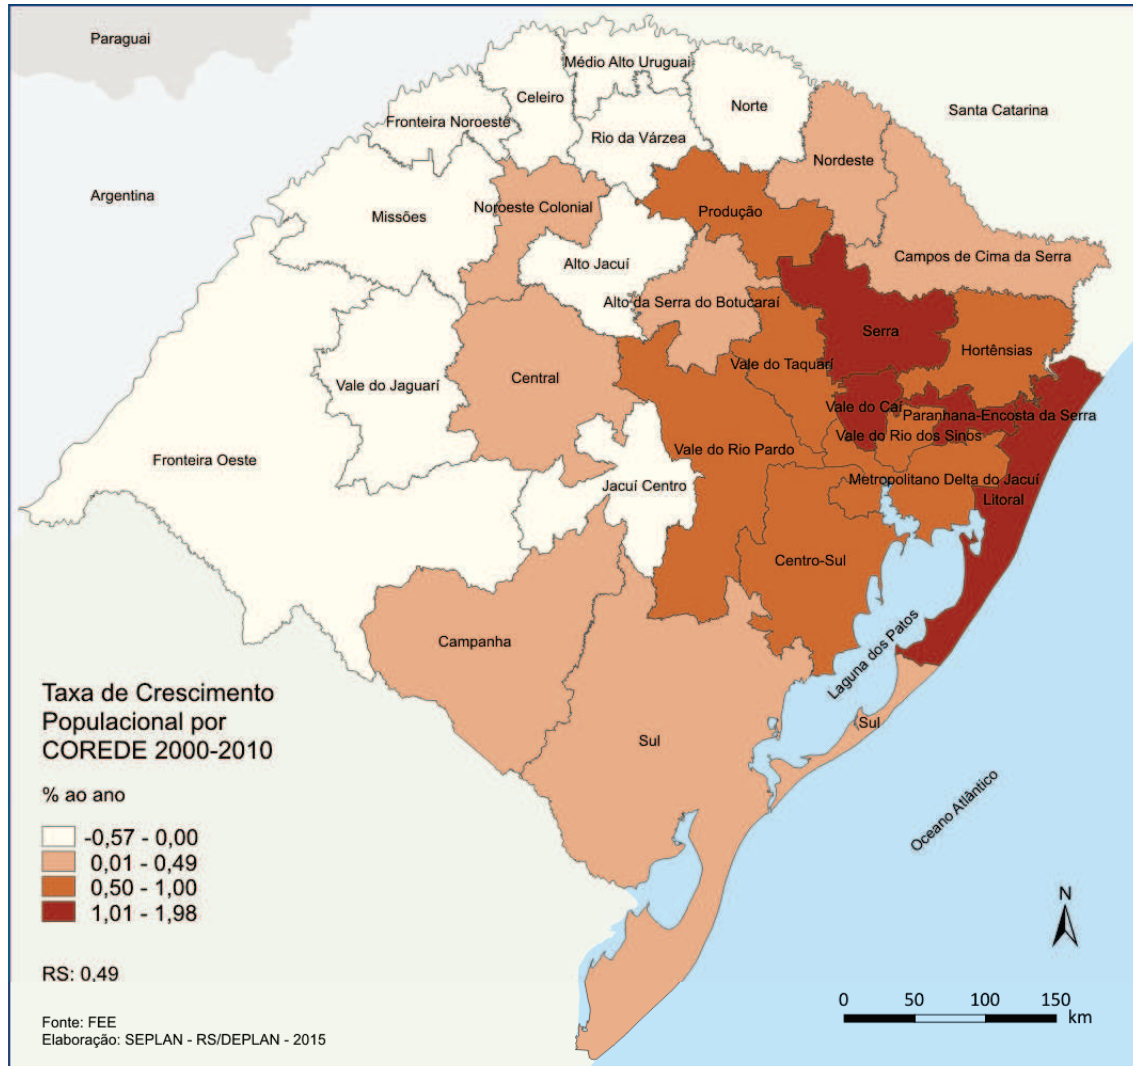 Paraguai
Médio Alto Uruguai
Celeiro
Norte
Santa Catarina
Fronteira Noroeste
Rio da Várzea
Nordeste
Argentina
Noroeste Colonial
Produção
Missões
Campos de Cima da Serra
Alto Jacuí
Alto da Serra do Botucaraí
Serra
Hortênsias
Vale do Taquarí
Central
Vale do Jaguarí
Vale do Caí
Paranhana-Encosta da Serra
Vale do Rio dos Sinos
Vale do Rio Pardo
Fronteira Oeste
Metropolitano Delta do Jacuí
Jacuí Centro
Litoral
Centro-Sul
Campanha
Laguna dos Patos
Sul
Sul
Oceano Atlântico
Taxa de Crescimento
Populacional por
COREDE 2000-2010
% ao ano
-0,57 - 0,00
0,01 - 0,49
0,50 - 1,00
1,01 - 1,98
RS: 0,49
N
0 50 100 150
km
Fonte: FEE
Elaboração: SEPLAN - RS/DEPLAN - 2015